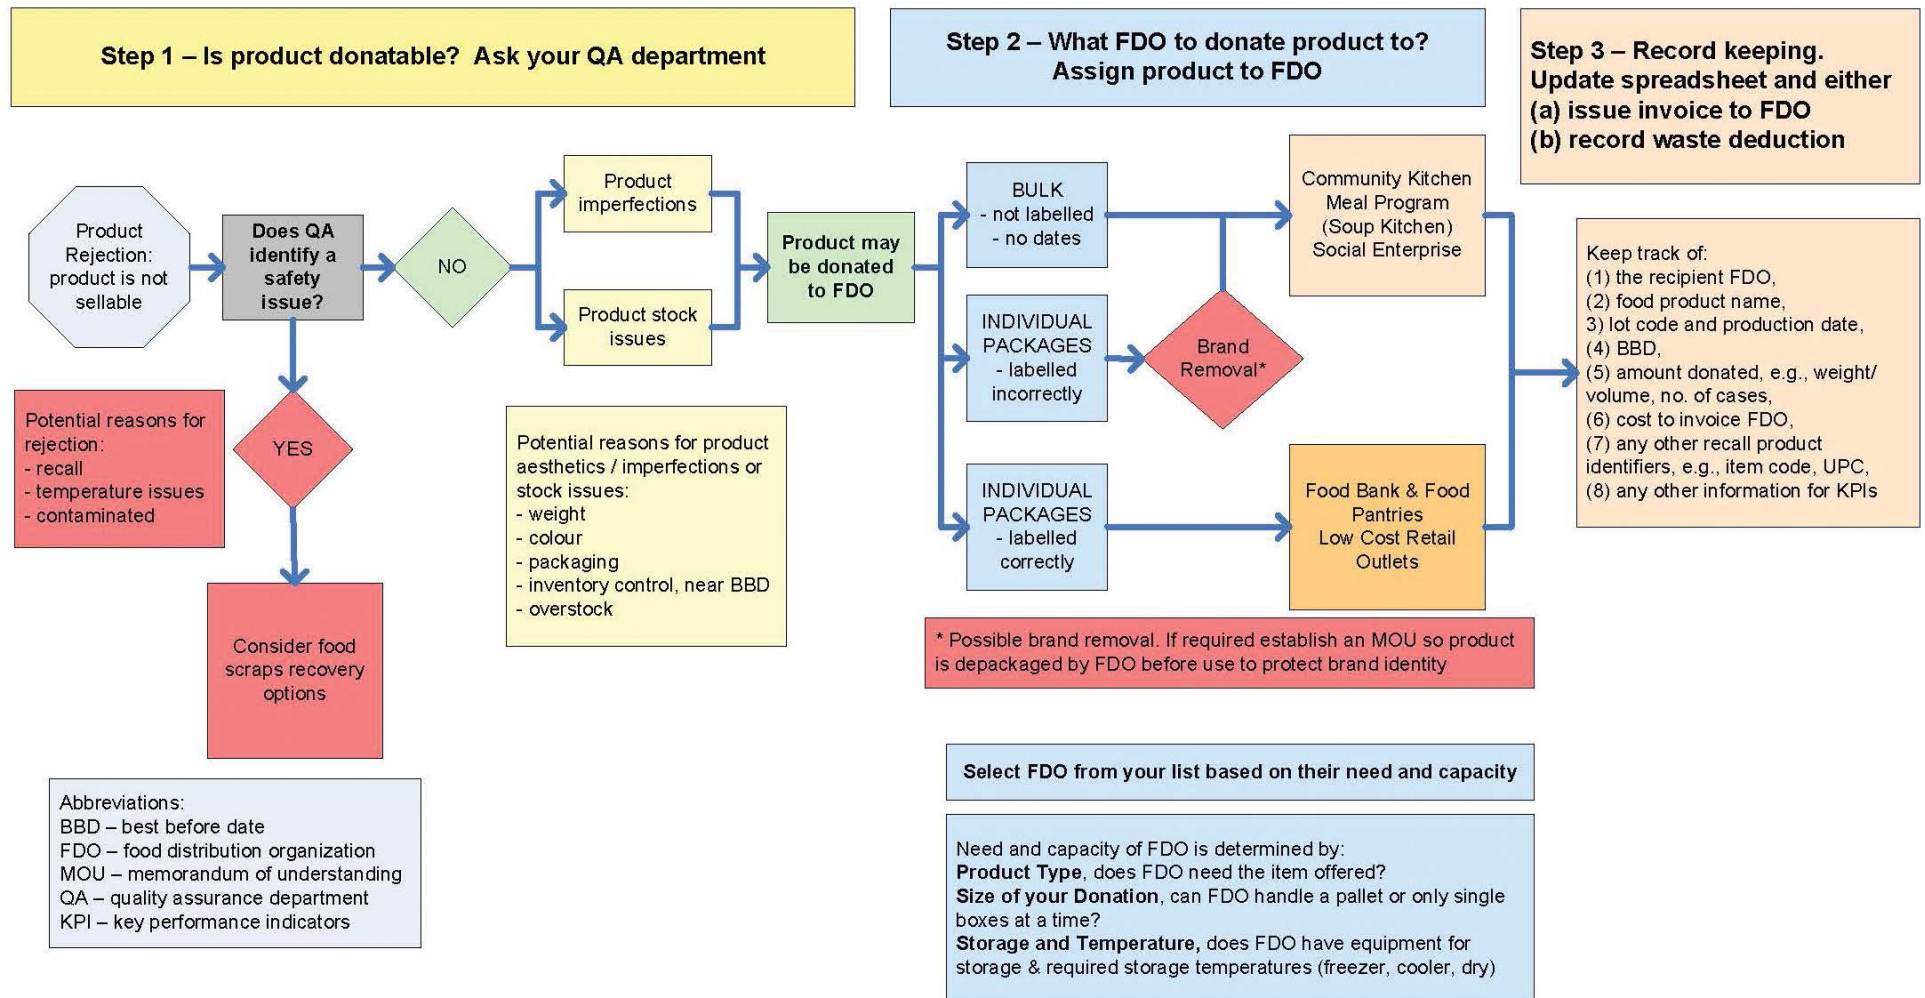 Step 1 – Is product donatable?  Ask your QA department
Step 2 – What FDO to donate product to?
Assign product to FDO
Step 3 – Record keeping.
Update spreadsheet and either
(a) issue invoice to FDO
(b) record waste deduction
Product
Rejection:
product is not
sellable
Does QA
identify a
safety
issue?
NO
Product
imperfections
Product stock
issues
Product may
be donated
to FDO
BULK
- not labelled
- no dates
INDIVIDUAL
PACKAGES
- labelled
incorrectly
Brand
Removal*
INDIVIDUAL
PACKAGES
- labelled
correctly
Community Kitchen
Meal Program
(Soup Kitchen)
Social Enterprise
Food Bank & Food
Pantries
Low Cost Retail
Outlets
Keep track of:
(1) the recipient FDO,
(2) food product name,
3) lot code and production date,
(4) BBD,
(5) amount donated, e.g., weight/
volume, no. of cases,
(6) cost to invoice FDO,
(7) any other recall product
identifiers, e.g., item code, UPC,
(8) any other information for KPIs
Potential reasons for
rejection:
- recall
- temperature issues
- contaminated
YES
Consider food
scraps recovery
options
Potential reasons for product
aesthetics / imperfections or
stock issues:
- weight
- colour
- packaging
- inventory control, near BBD
- overstock
* Possible brand removal. If required establish an MOU so product
is depackaged by FDO before use to protect brand identity
Abbreviations:
BBD – best before date
FDO – food distribution organization
MOU – memorandum of understanding
QA – quality assurance department
KPI – key performance indicators
Select FDO from your list based on their need and capacity
Need and capacity of FDO is determined by:
Product Type, does FDO need the item offered?
Size of your Donation, can FDO handle a pallet or only single
boxes at a time?
Storage and Temperature, does FDO have equipment for
storage & required storage temperatures (freezer, cooler, dry)